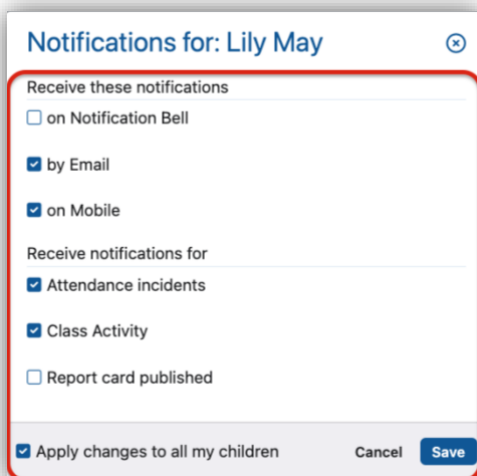 Notifications for: Lily May
Receive these notifications
on Notification Bell
by Email
on Mobile
Receive notifications for
Attendance incidents
Class Activity
Report card published
Apply changes to all my children Cancel Save